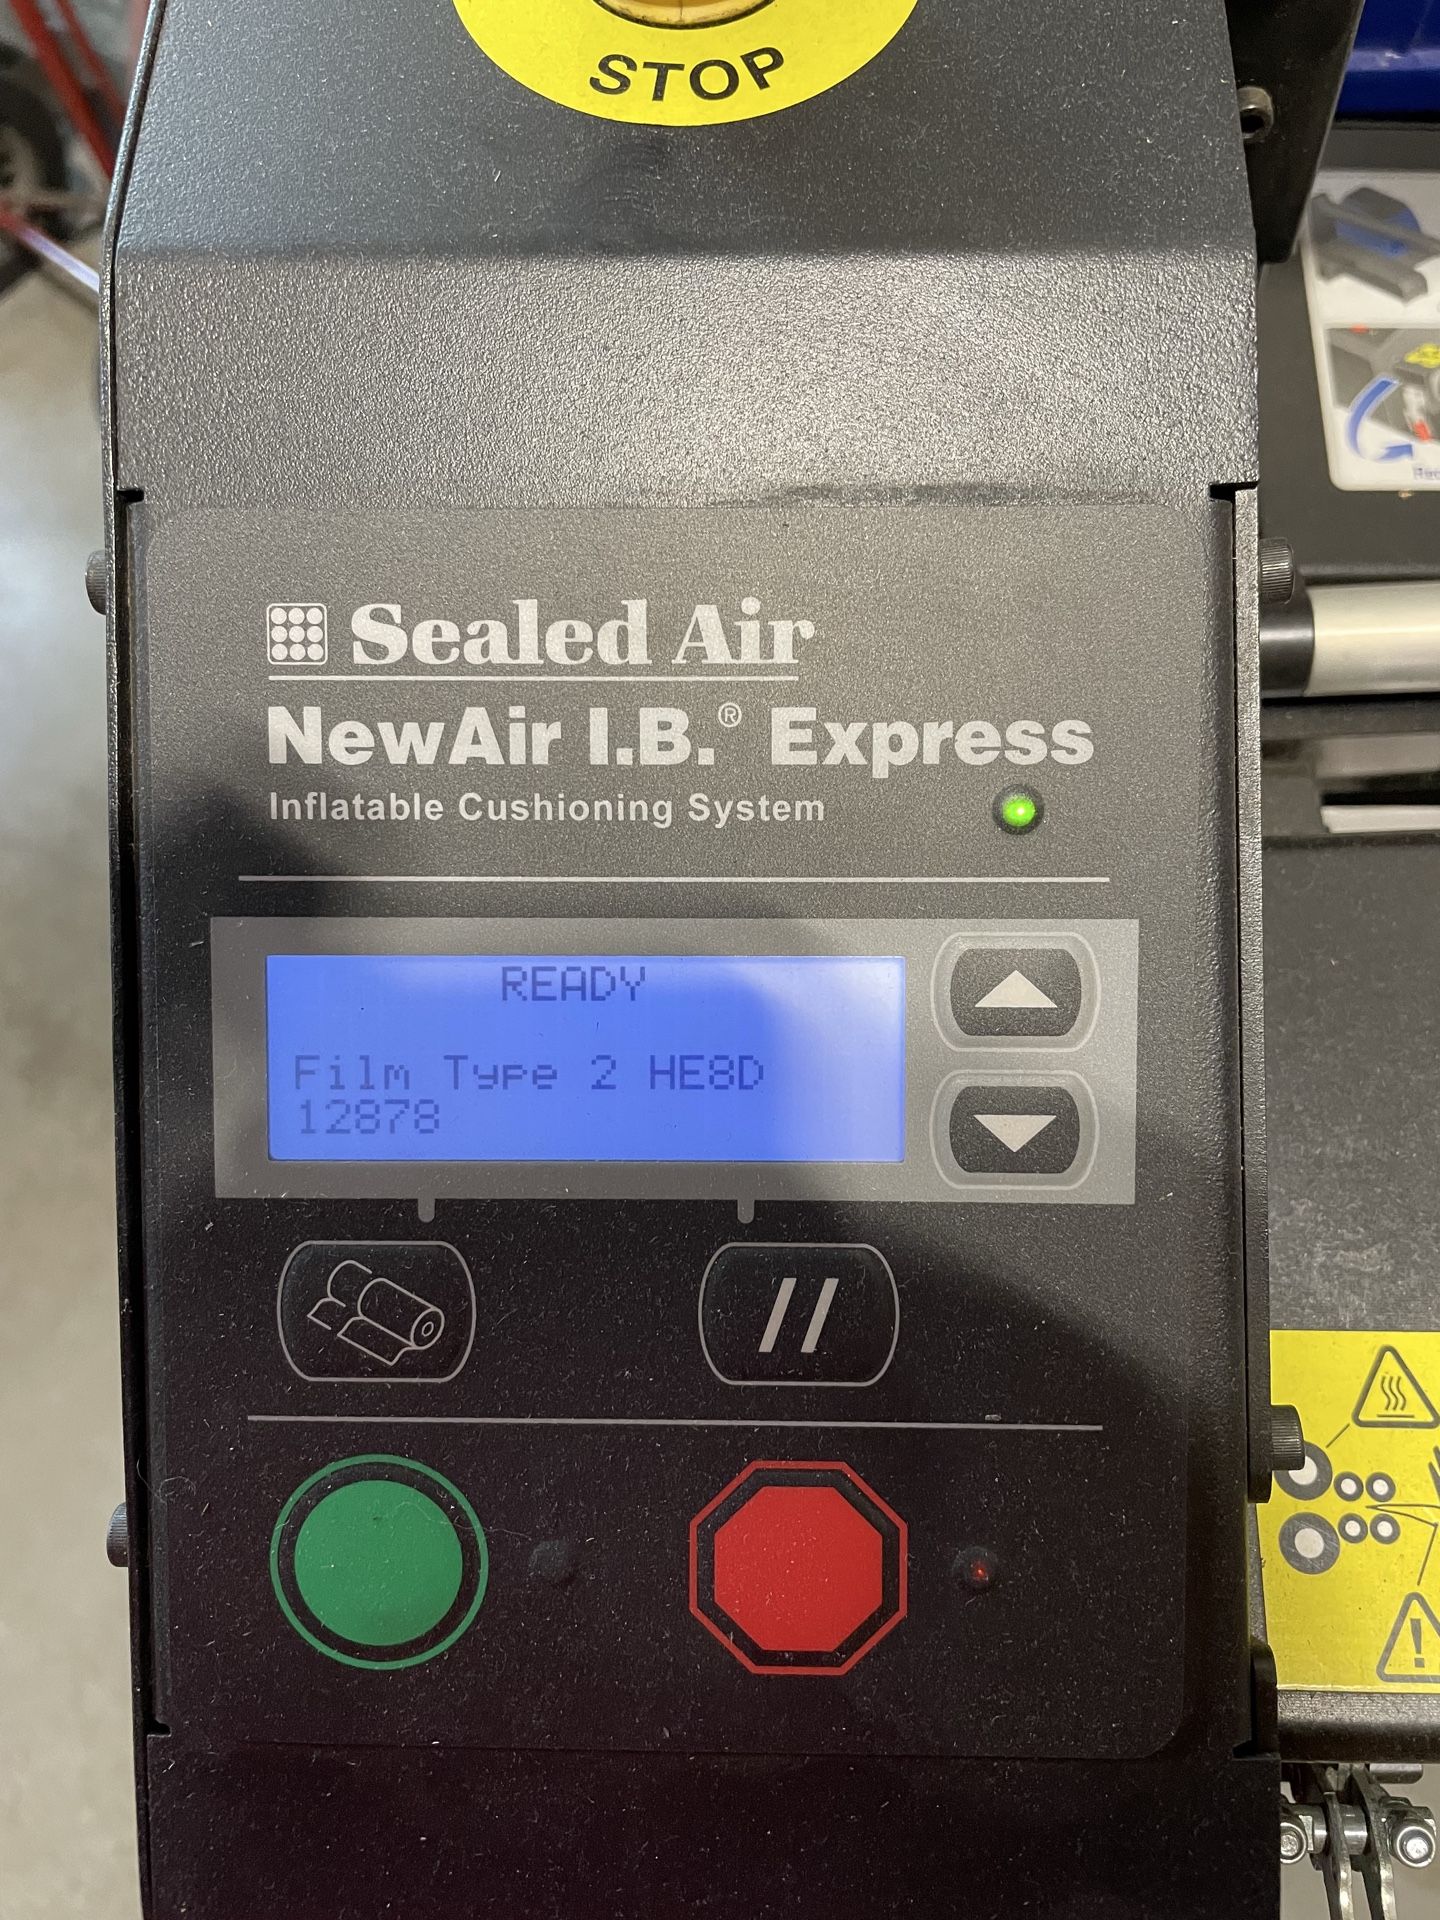 STOP
Sealed Air
NewAir I.B.® Express
Inflatable Cushioning System
READY
Film Type 2 HE8D
12878